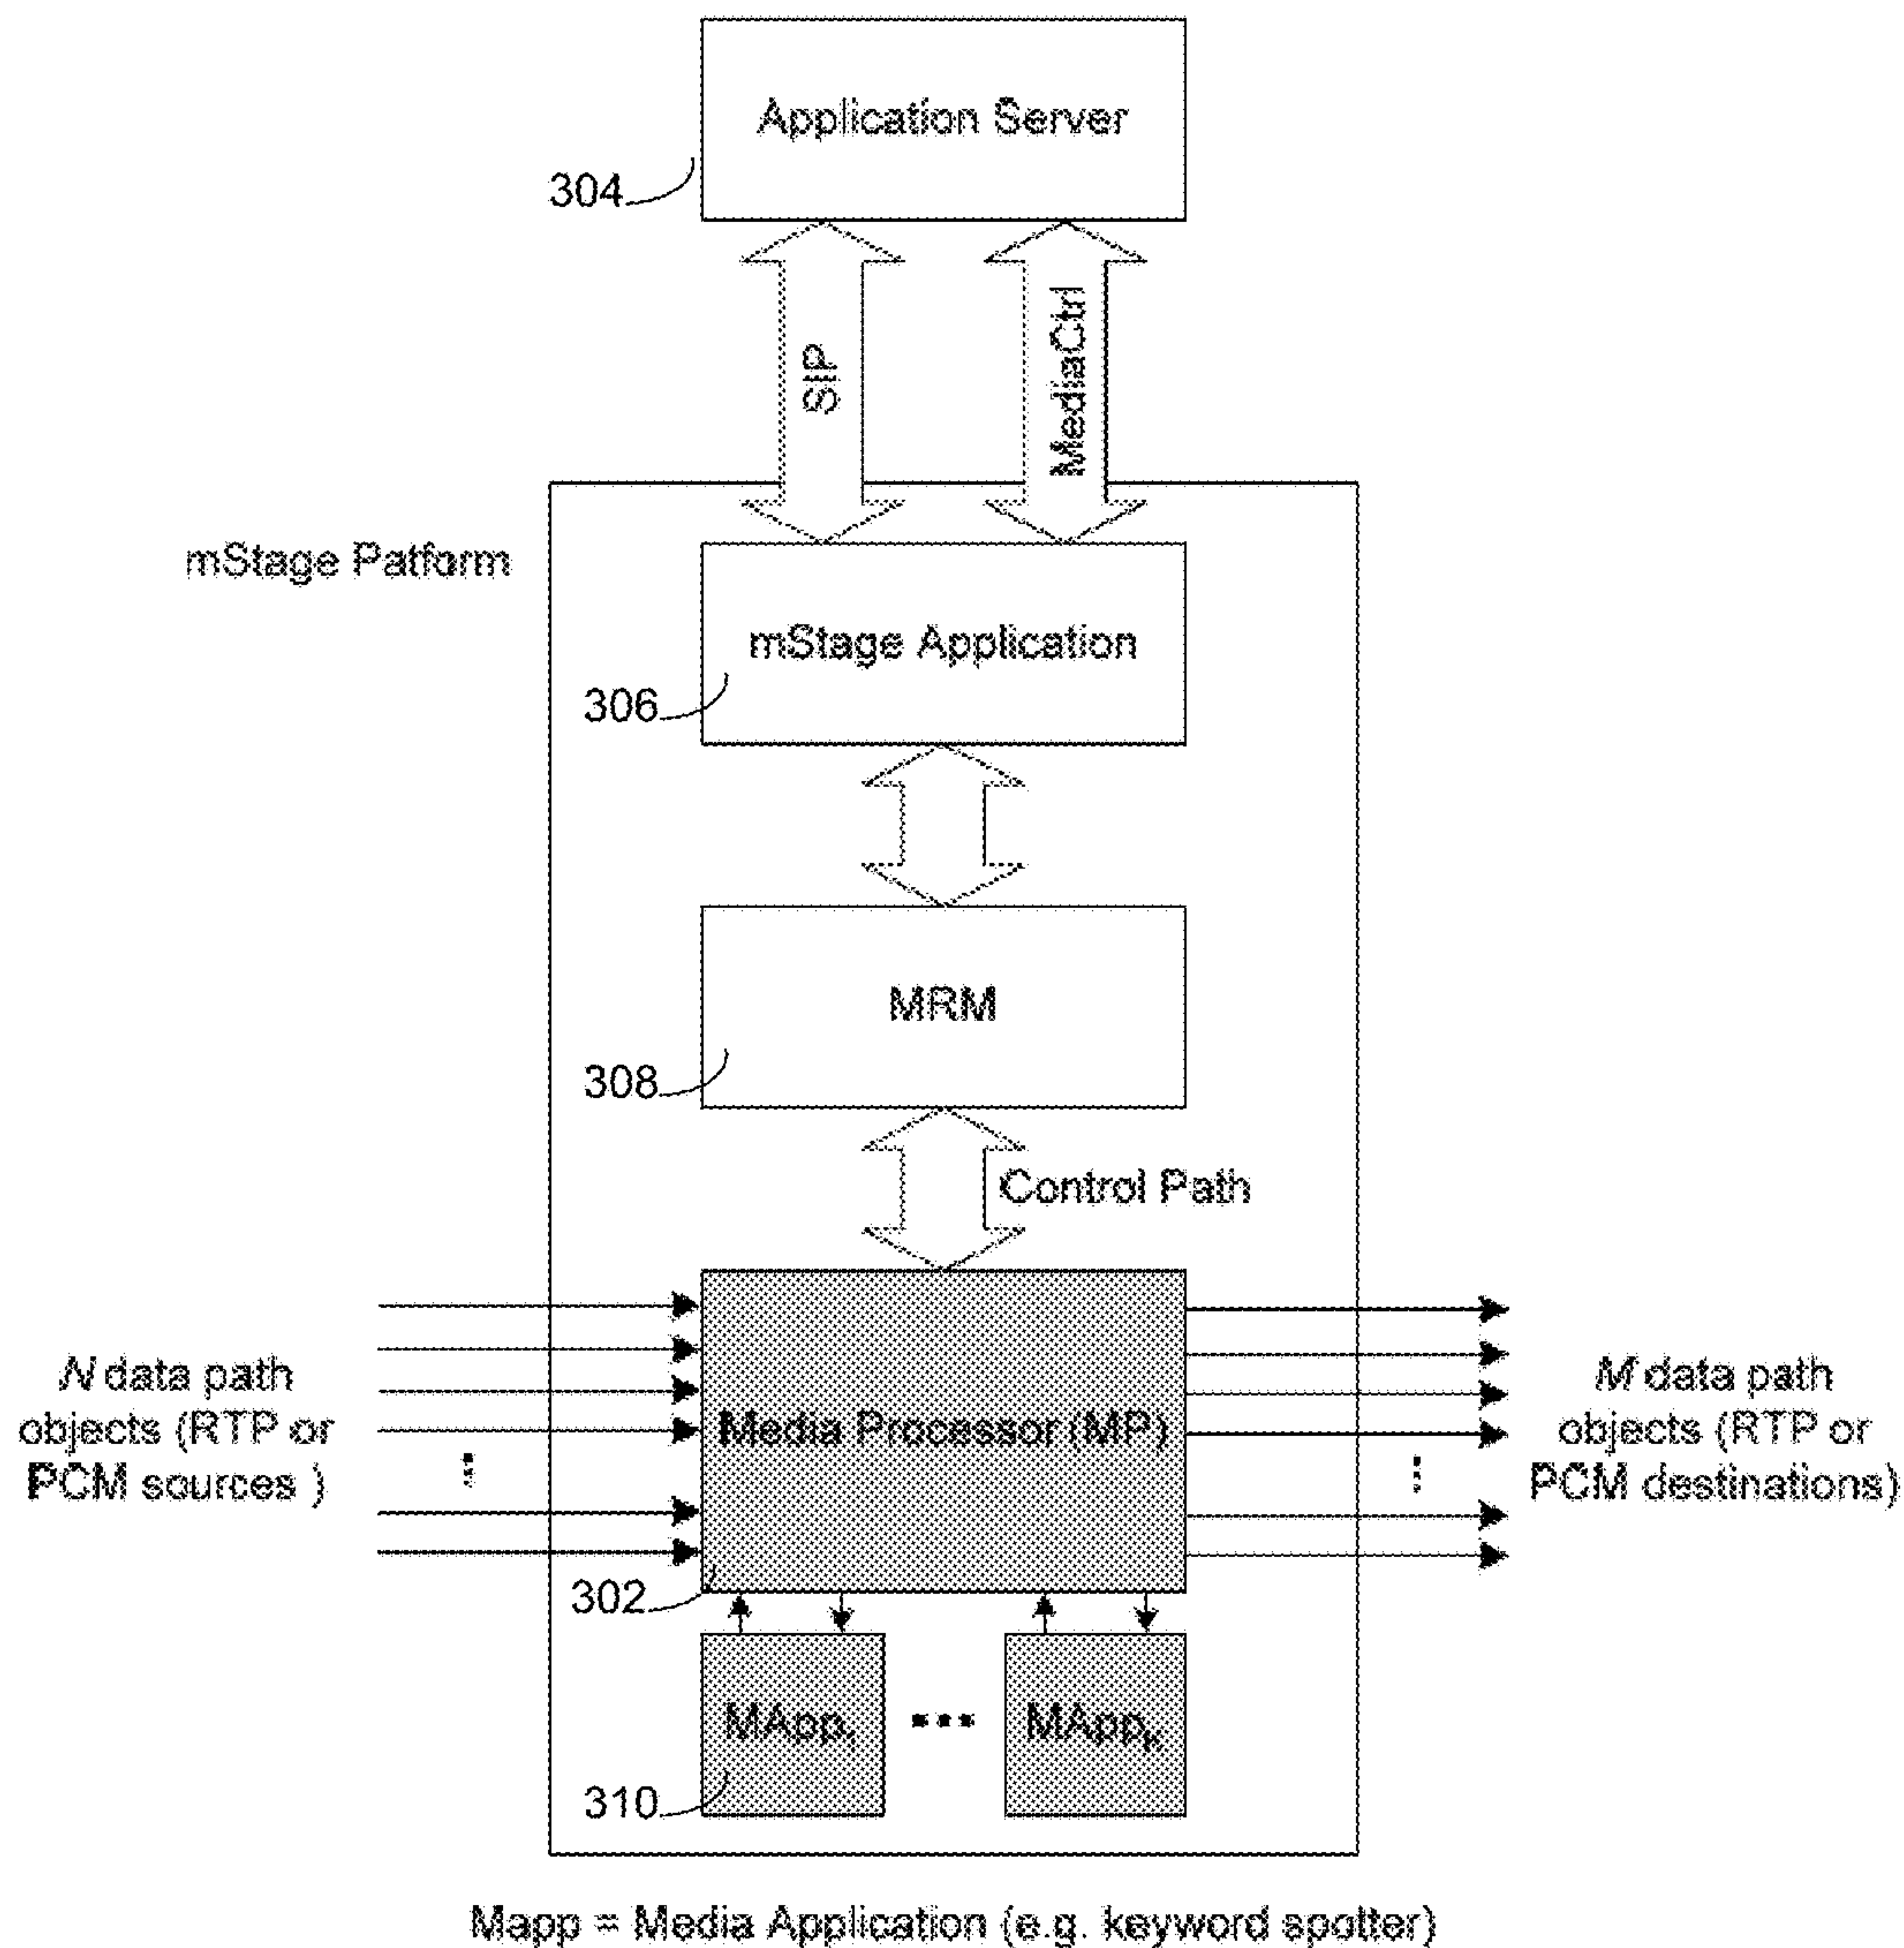 Application Server
304
SIP
MediaCtrl
mStage Patform
mStage Application
306
MRM
308
Control Path
N data path
objects (RTP or
PCM sources )
Media Processor (MP)
M data path
objects (RTP or
PCM destinations)
302
MApp1 ... MAppK
310
Mapp = Media Application (e.g. keyword spotter)